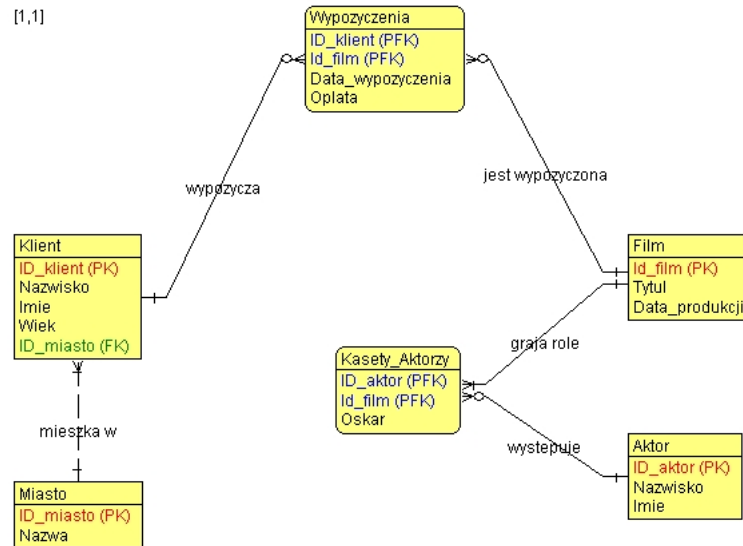 [1,1]
Wypozyczenia
ID_klient (PFK)
Id_film (PFK)
Data_wypozyczenia
Oplata
wypozycza
jest wypozyczona
Klient
ID_klient (PK)
Nazwisko
Imie
Wiek
ID_miasto (FK)
Film
Id_film (PK)
Tytul
Data_produkcji
graja role
Kasety_Aktorzy
ID_aktor (PFK)
Id_film (PFK)
Oskar
mieszka w
wystepuje
Aktor
ID_aktor (PK)
Nazwisko
Imie
Miasto
ID_miasto (PK)
Nazwa